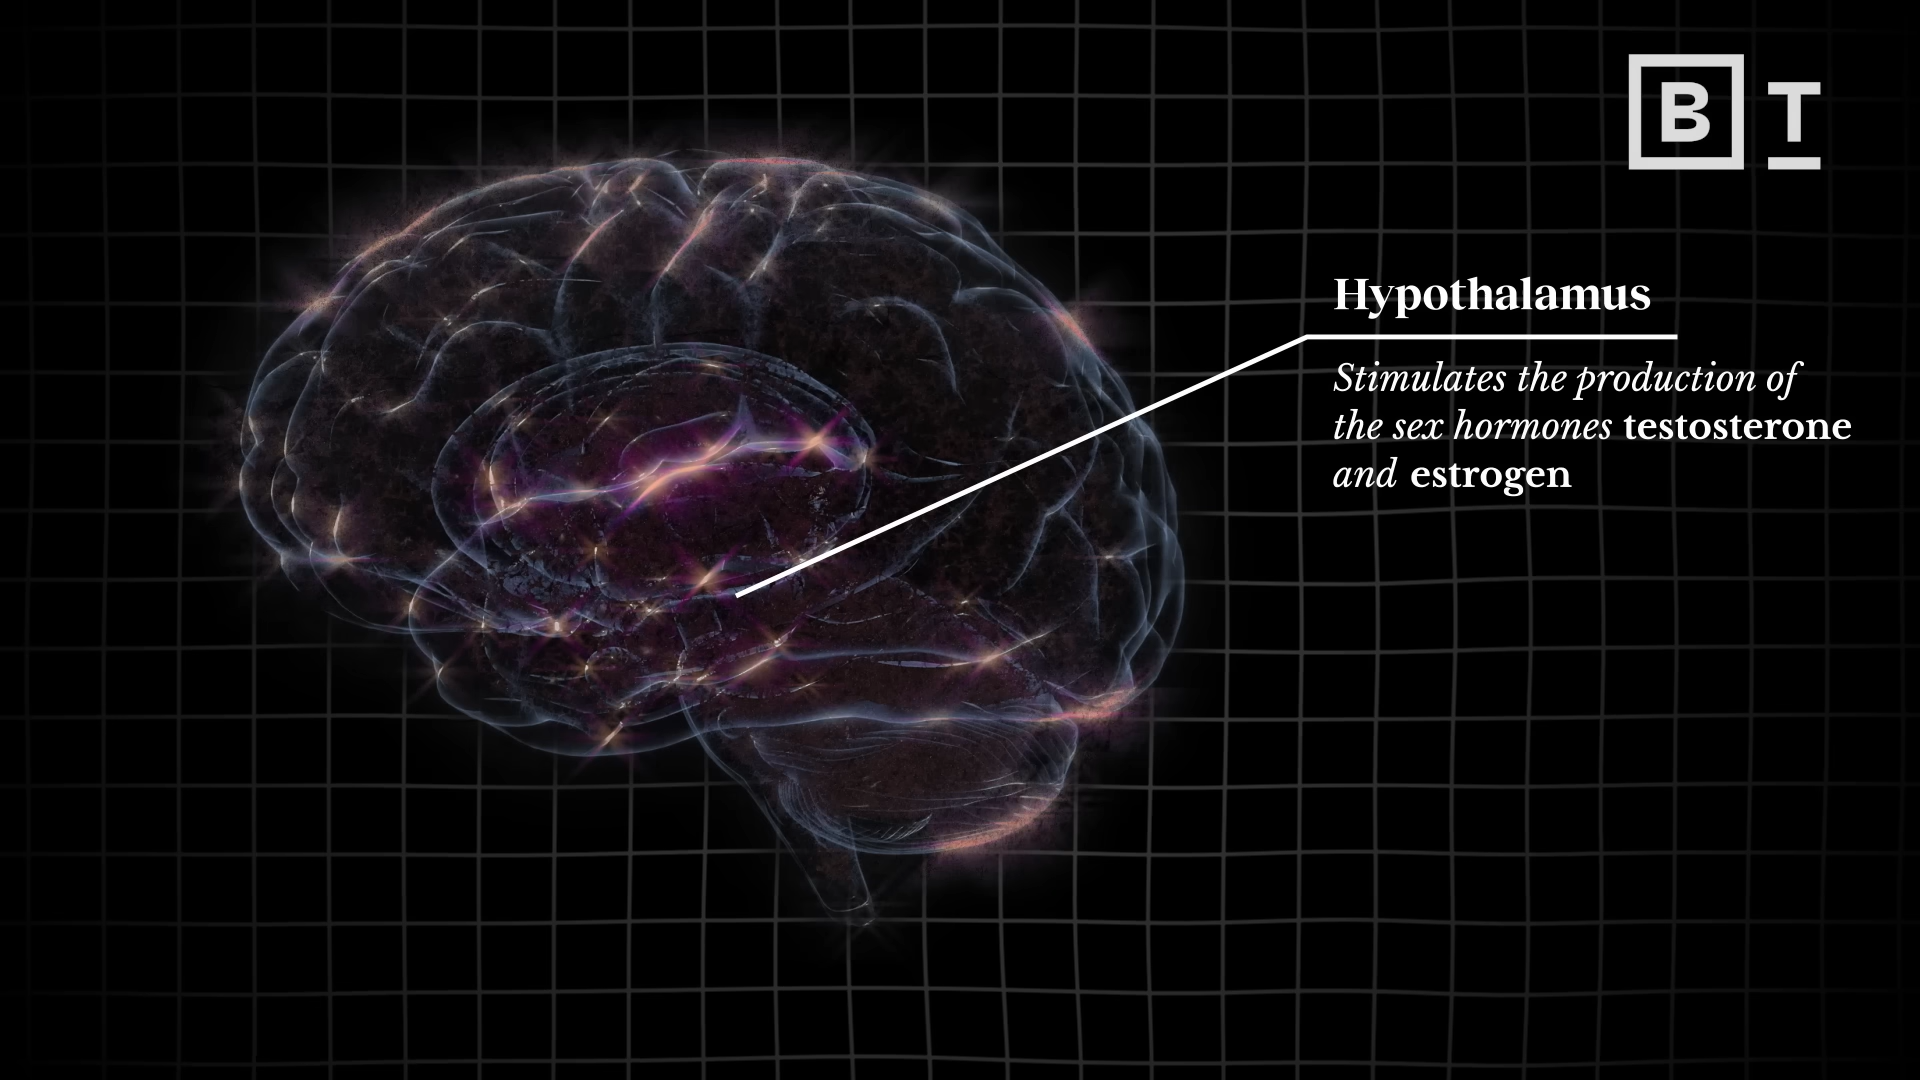 B T
Hypothalamus
Stimulates the production of
the sex hormones testosterone
and estrogen